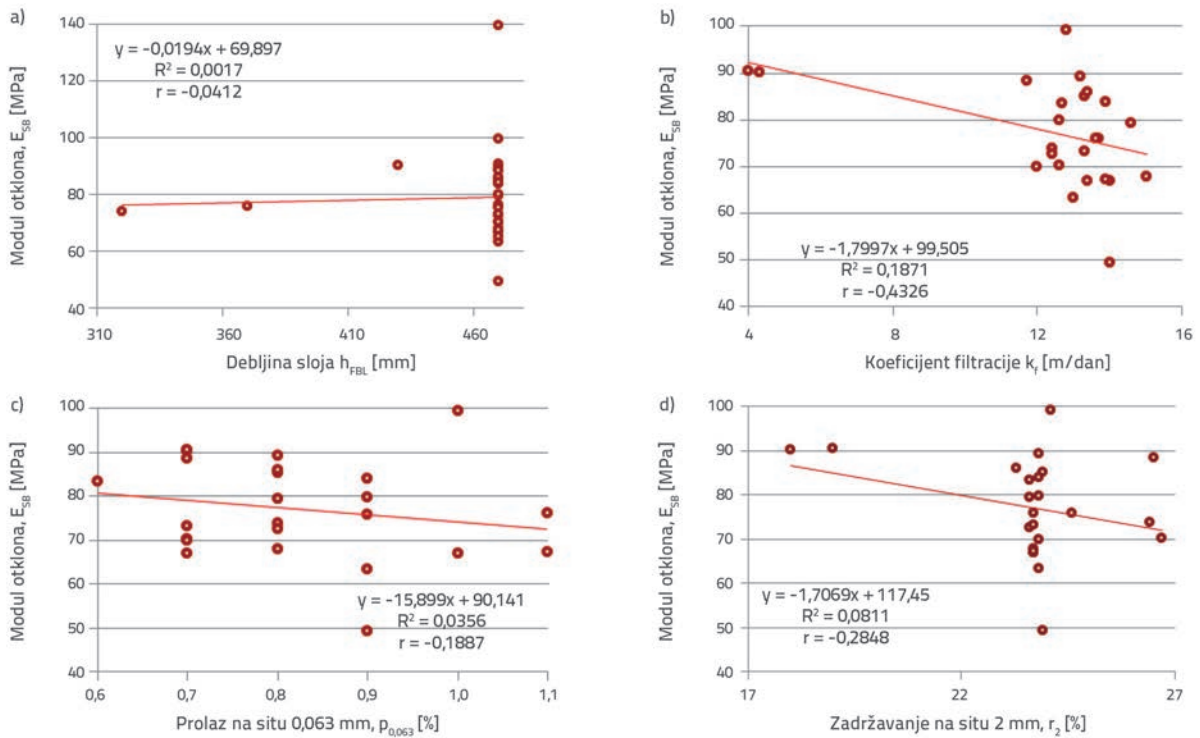 a)
Modul otklona, E_SB [MPa]
140
120
100
80
60
40
y = -0,0194x + 69,897
R² = 0,0017
r = -0,0412
310
360
410
460
Debljina sloja h_FBL [mm]
b)
Modul otklona, E_SB [MPa]
100
90
80
70
60
50
40
y = -1,7997x + 99,505
R² = 0,1871
r = -0,4326
4
8
12
16
Koeficijent filtracije k_f [m/dan]
c)
Modul otklona, E_SB [MPa]
100
90
80
70
60
50
40
y = -15,899x + 90,141
R² = 0,0356
r = -0,1887
0,6
0,7
0,8
0,9
1,0
1,1
Prolaz na situ 0,063 mm, p_0,063 [%]
d)
Modul otklona, E_SB [MPa]
100
90
80
70
60
50
40
y = -1,7069x + 117,45
R² = 0,0811
r = -0,2848
17
22
27
Zadržavanje na situ 2 mm, r_2 [%]